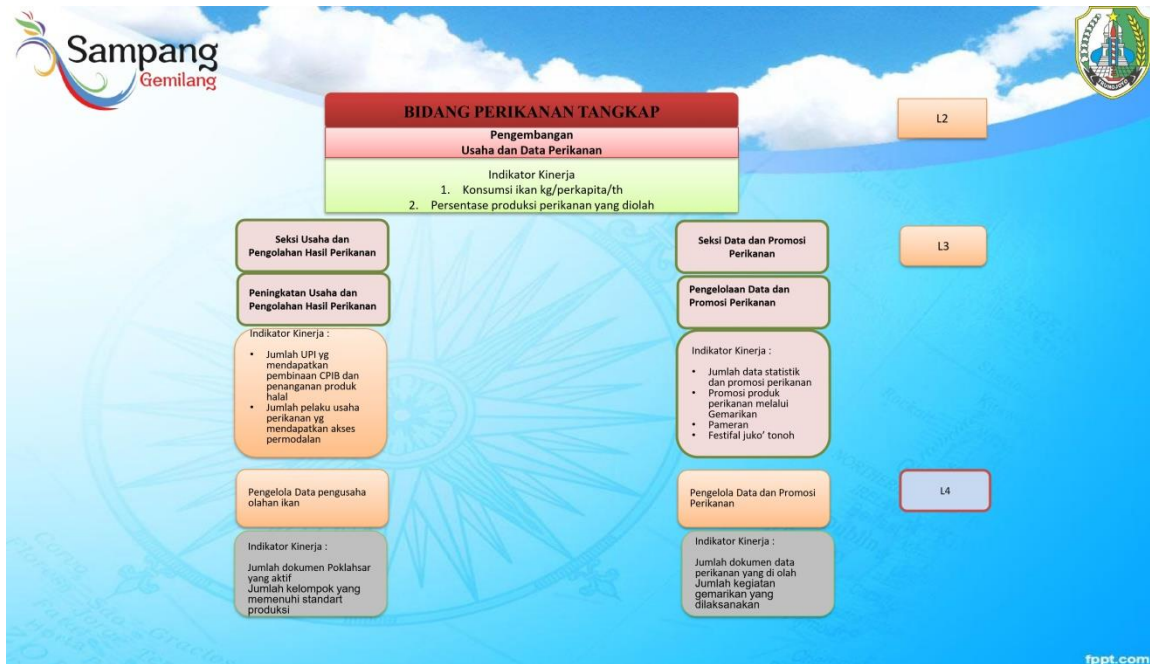 Sampang
Gemilang
BIDANG PERIKANAN TANGKAP
L2
Pengembangan
Usaha dan Data Perikanan
Indikator Kinerja
1. Konsumsi ikan kg/perkapita/th
2. Persentase produksi perikanan yang diolah
Seksi Usaha dan
Pengolahan Hasil Perikanan
Seksi Data dan Promosi
Perikanan
L3
Peningkatan Usaha dan
Pengolahan Hasil Perikanan
Pengelolaan Data dan
Promosi Perikanan
Indikator Kinerja :
• Jumlah UPI yg
mendapatkan
pembinaan CPIB dan
penanganan produk
halal
• Jumlah pelaku usaha
perikanan yg
mendapatkan akses
permodalan
Indikator Kinerja :
• Jumlah data statistik
dan promosi perikanan
• Promosi produk
perikanan melalui
Gemarikan
• Pameran
• Festifal juko’ tonoh
Pengelola Data pengusaha
olahan ikan
Pengelola Data dan Promosi
Perikanan
L4
Indikator Kinerja :
Jumlah dokumen Poklahsar
yang aktif
Jumlah kelompok yang
memenuhi standart
produksi
Indikator Kinerja :
Jumlah dokumen data
perikanan yang di olah
Jumlah kegiatan
gemarikan yang
dilaksanakan
fppt.com